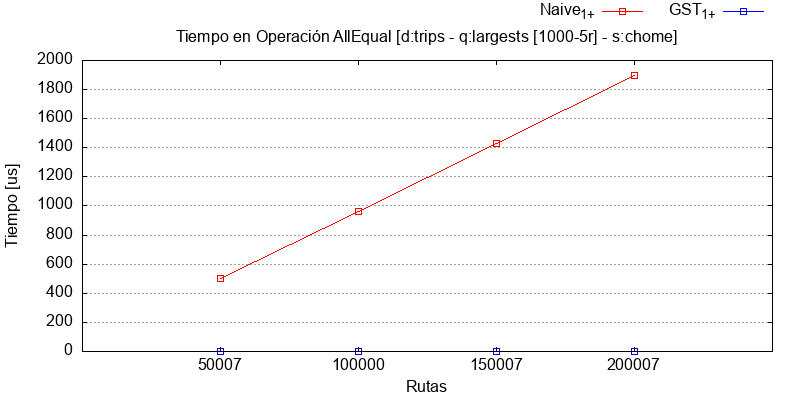 Naive1+ GST1+
Tiempo en Operación AllEqual [d:trips - q:largests [1000-5r] - s:chome]
2000
1800
1600
1400
1200
1000
800
600
400
200
0
Tiempo [us]
50007 100000 150007 200007
Rutas